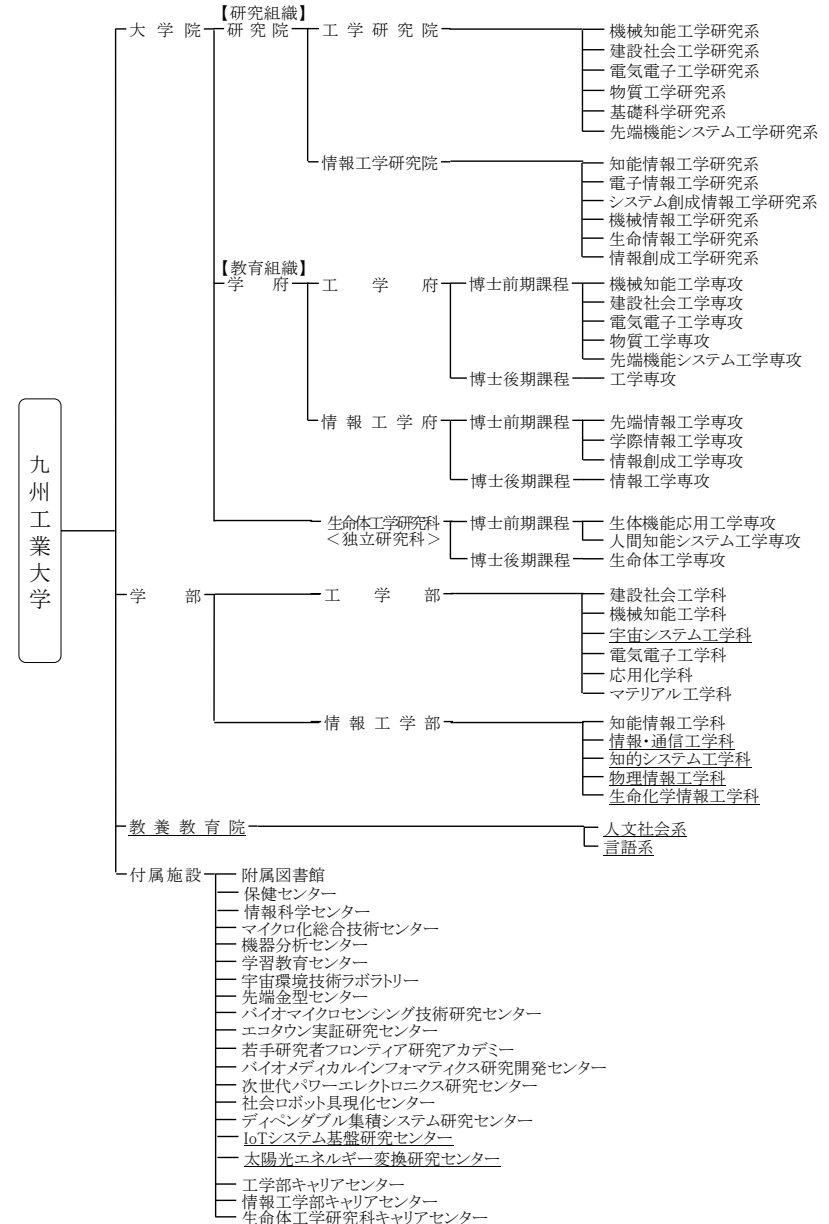 【研究組織】
大学院
研究院
工学研究院
機械知能工学研究系
建設社会工学研究系
電気電子工学研究系
物質工学研究系
基礎科学研究系
先端機能システム工学研究系
情報工学研究院
知能情報工学研究系
電子情報工学研究系
システム創成情報工学研究系
機械情報工学研究系
生命情報工学研究系
情報創成工学研究系
【教育組織】
学府
工学府
博士前期課程
機械知能工学専攻
建設社会工学専攻
電気電子工学専攻
物質工学専攻
先端機能システム工学専攻
博士後期課程
工学専攻
情報工学府
博士前期課程
先端情報工学専攻
学際情報工学専攻
情報創成工学専攻
博士後期課程
情報工学専攻
九州工業大学
生命体工学研究科
＜独立研究科＞
博士前期課程
生体機能応用工学専攻
人間知能システム工学専攻
博士後期課程
生命体工学専攻
学部
工学部
建設社会工学科
機械知能工学科
宇宙システム工学科
電気電子工学科
応用化学科
マテリアル工学科
情報工学部
知能情報工学科
情報・通信工学科
知的システム工学科
物理情報工学科
生命化学情報工学科
教養教育院
人文社会系
言語系
付属施設
附属図書館
保健センター
情報科学センター
マイクロ化総合技術センター
機器分析センター
学習教育センター
宇宙環境技術ラボラトリー
先端金型センター
バイオマイクロセンシング技術研究センター
エコタウン実証研究センター
若手研究者フロンティア研究アカデミー
バイオメディカルインフォマティクス研究開発センター
次世代パワーエレクトロニクス研究センター
社会ロボット具現化センター
ディペンダブル集積システム研究センター
IoTシステム基盤研究センター
太陽光エネルギー変換研究センター
工学部キャリアセンター
情報工学部キャリアセンター
生命体工学研究科キャリアセンター